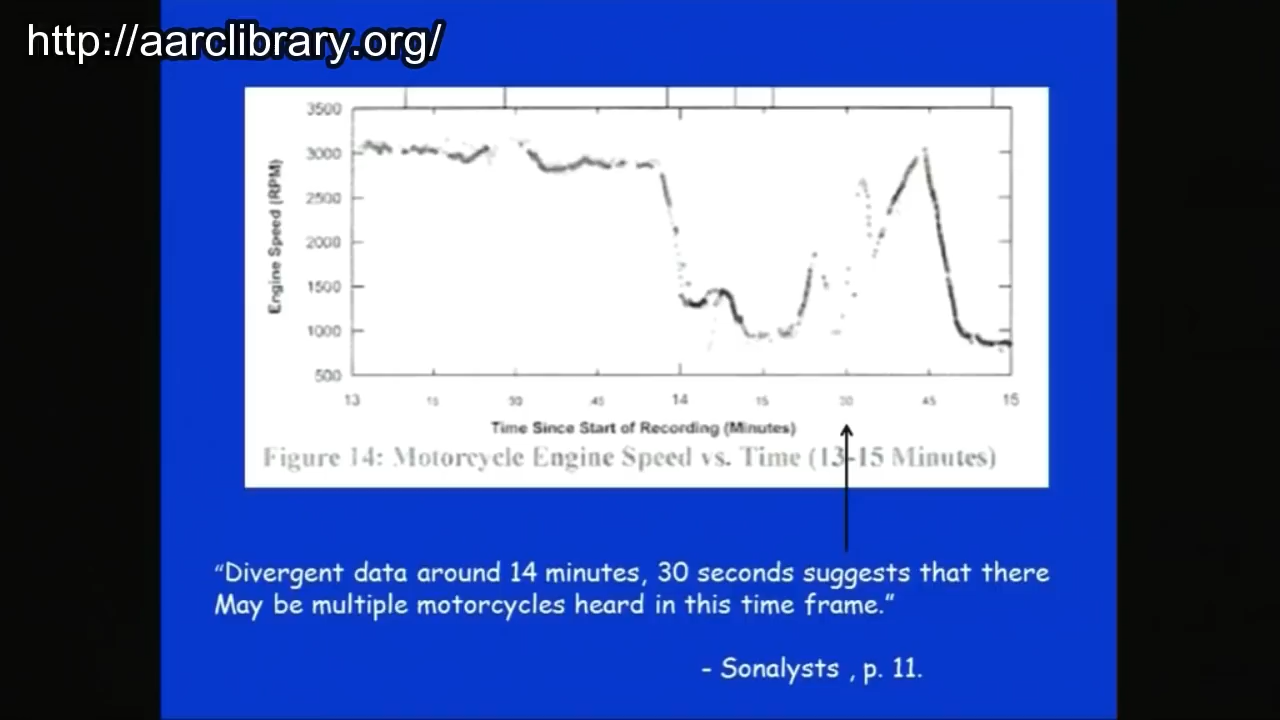 http://aarclibrary.org/
3500
3000
2500
2000
1500
1000
500
Engine Speed (RPM)
13 15 30 45 14 15 30 45 15
Time Since Start of Recording (Minutes)
Figure 14: Motorcycle Engine Speed vs. Time (13-15 Minutes)
"Divergent data around 14 minutes, 30 seconds suggests that there
May be multiple motorcycles heard in this time frame."
- Sonalysts , p. 11.